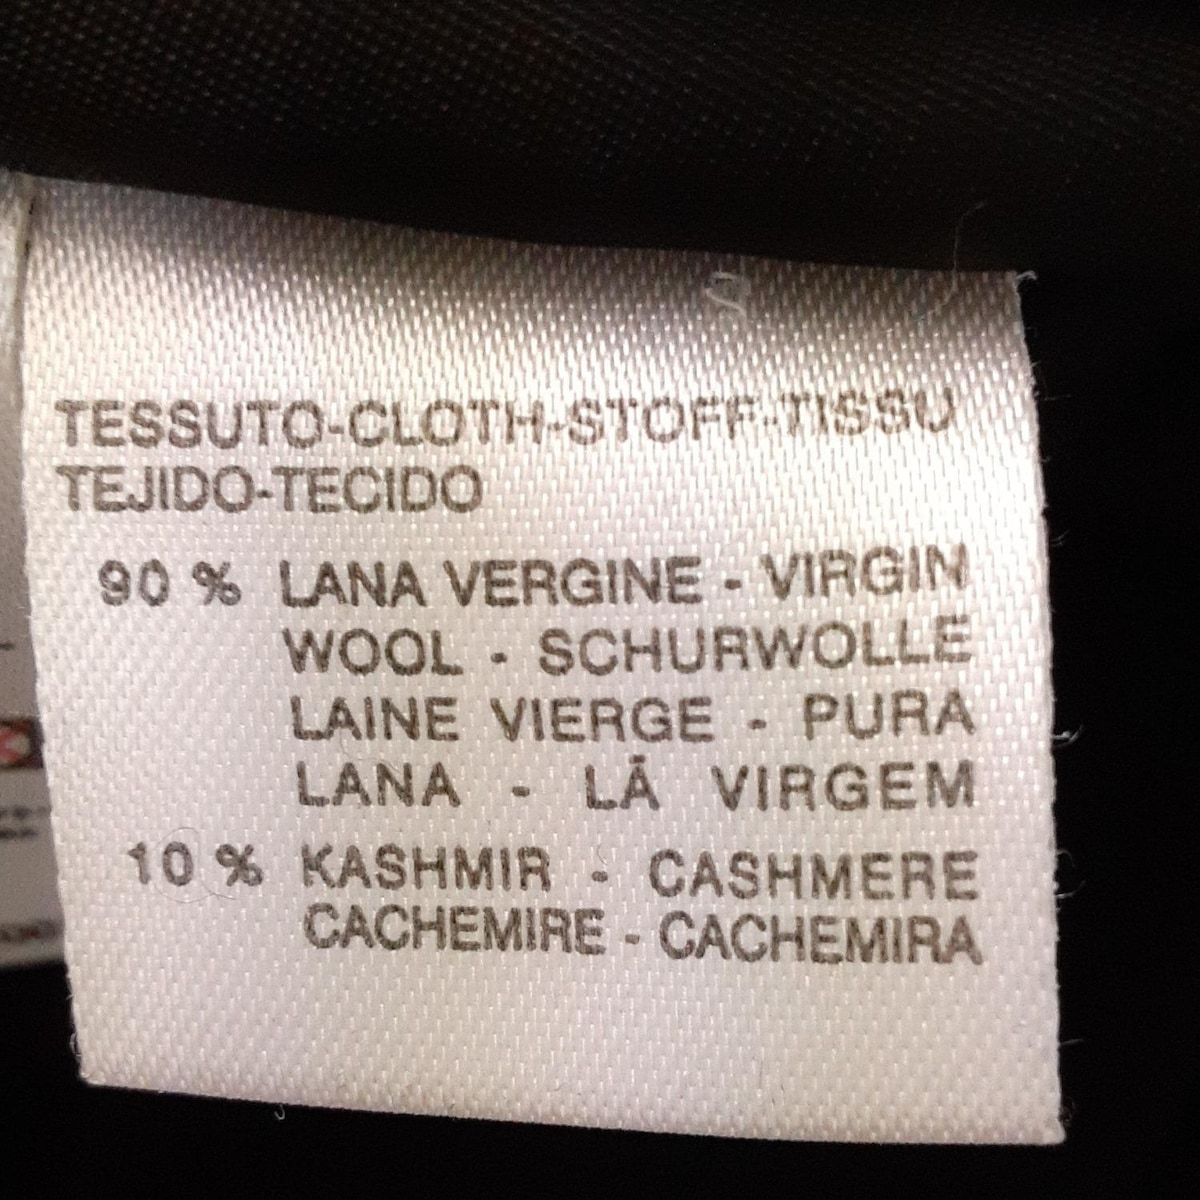 TESSUTO-CLOTH-STOFF-TISSU
TEJIDO-TECIDO
90 % LANA VERGINE - VIRGIN
WOOL - SCHURWOLLE
LAINE VIERGE - PURA
LANA - LÃ VIRGEM
10 % KASHMIR - CASHMERE
CACHEMIRE - CACHEMIRA